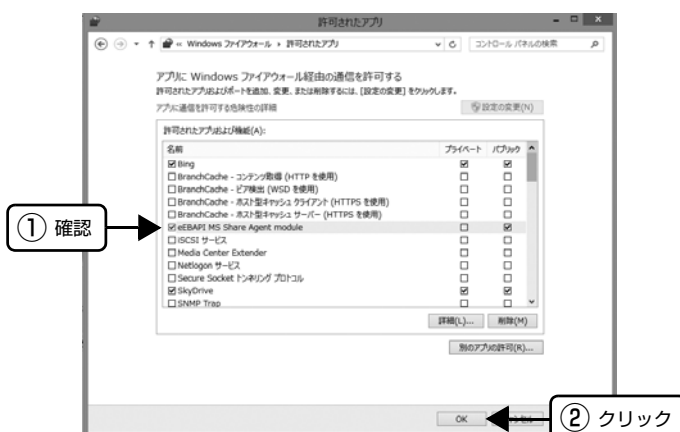 許可されたアプリ
« Windows ファイアウォール ▸ 許可されたアプリ
コントロール パネルの検索
アプリに Windows ファイアウォール経由の通信を許可する
許可されたアプリおよびポートを追加、変更、または削除するには、[設定の変更] をクリックします。
アプリに通信を許可する危険性の詳細
設定の変更(N)
許可されたアプリおよび機能(A):
名前 プライベート パブリック
Bing
BranchCache - コンテンツ取得 (HTTP を使用)
BranchCache - ピア検出 (WSD を使用)
BranchCache - ホスト型キャッシュ クライアント (HTTPS を使用)
BranchCache - ホスト型キャッシュ サーバー (HTTPS を使用)
① 確認
eEBAPI MS Share Agent module
iSCSI サービス
Media Center Extender
Netlogon サービス
Secure Socket トンネリング プロトコル
SkyDrive
SNMP Trap
詳細(L)... 削除(M)
別のアプリの許可(R)...
OK
② クリック